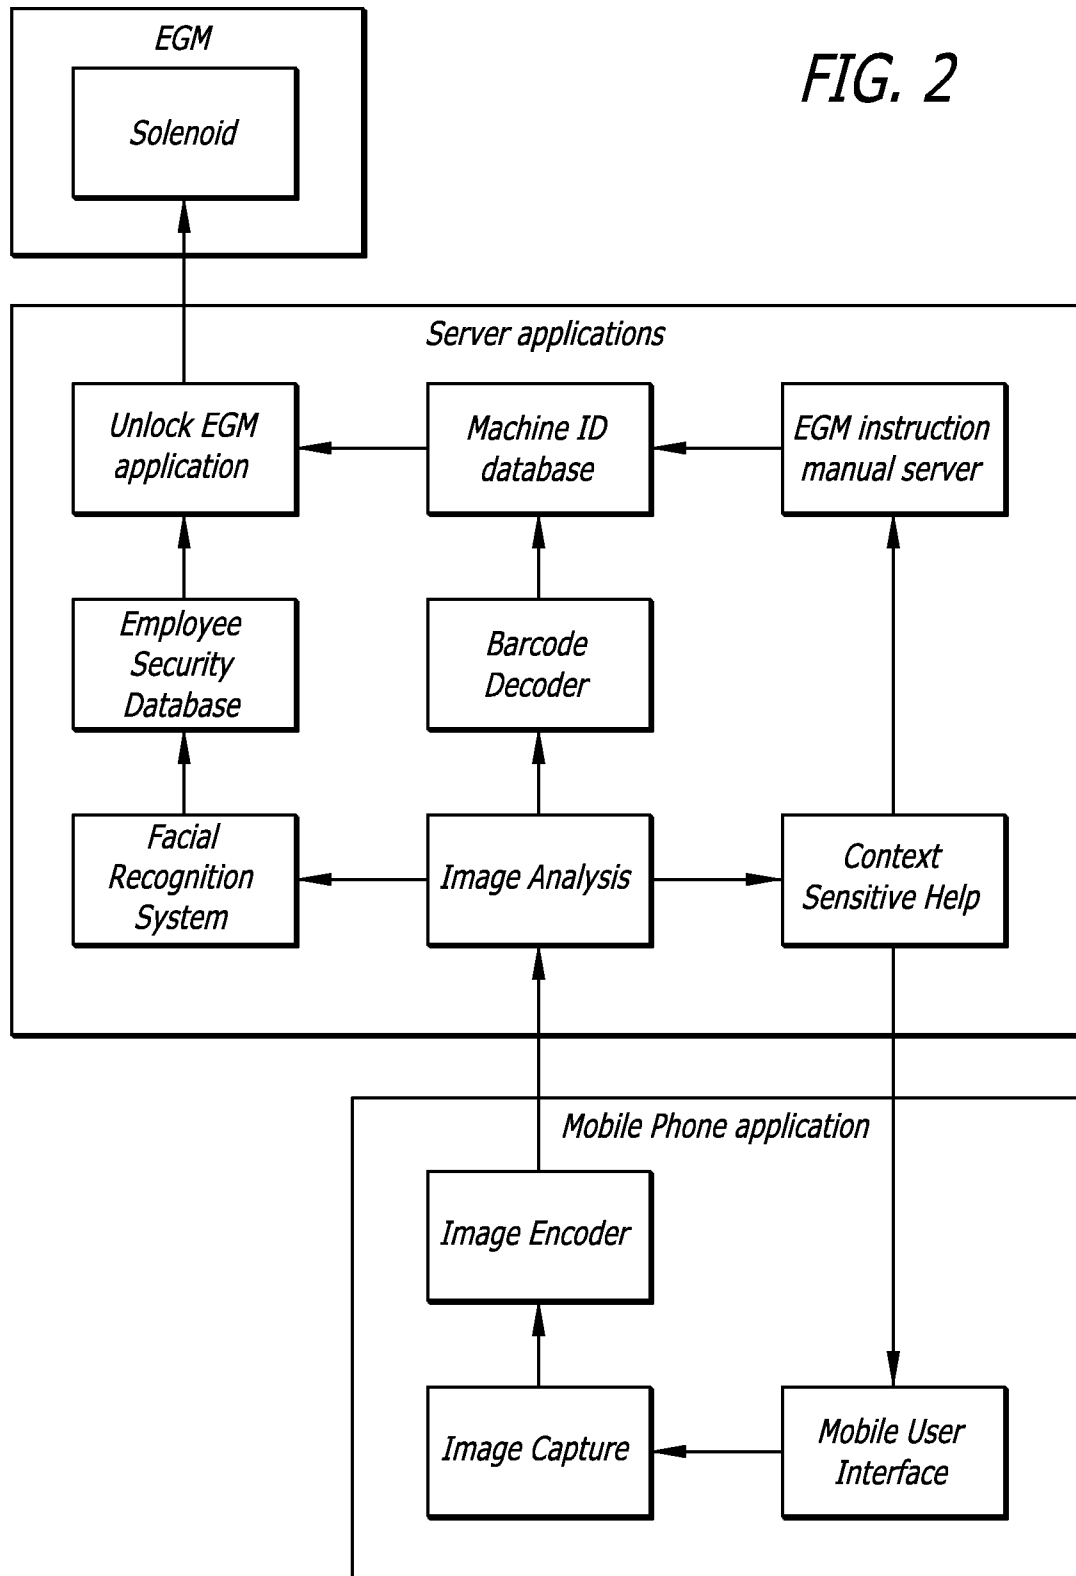 EGM
FIG. 2
Solenoid
Server applications
Unlock EGM
application
Machine ID
database
EGM instruction
manual server
Employee
Security
Database
Barcode
Decoder
Facial
Recognition
System
Image Analysis
Context
Sensitive Help
Mobile Phone application
Image Encoder
Image Capture
Mobile User
Interface